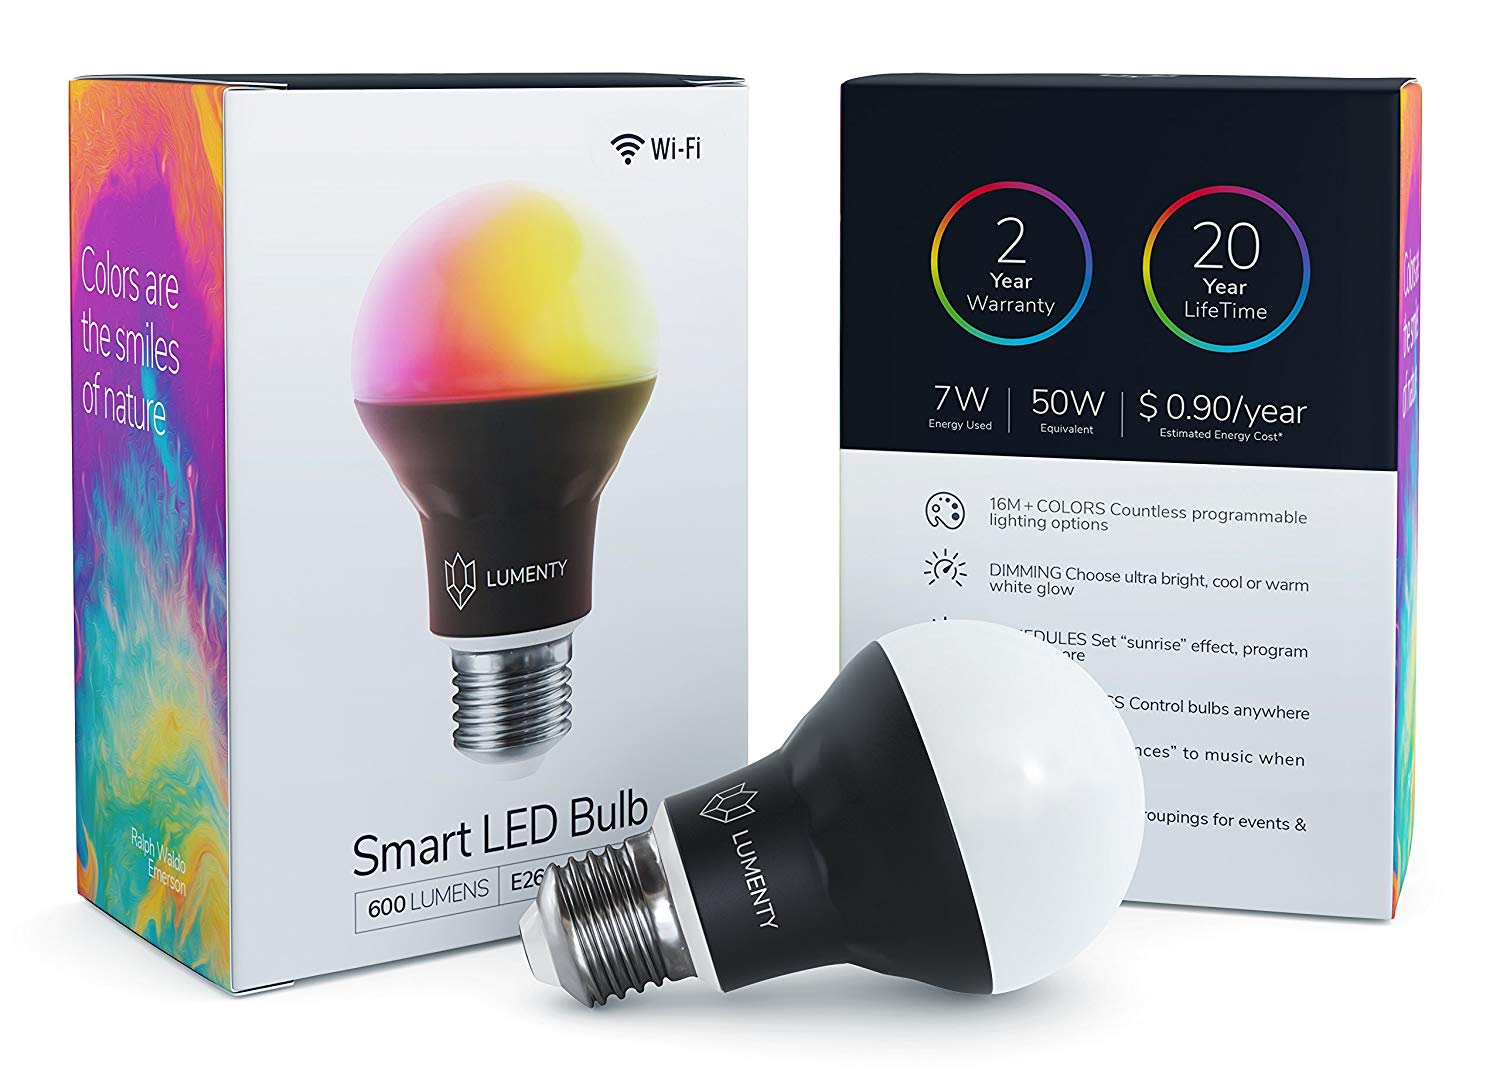 Colors are
the smiles
of nature
Ralph Waldo
Emerson
Wi-Fi
LUMENTY
Smart LED Bulb
600 LUMENS
E26
LUMENTY
2
Year
Warranty
20
Year
LifeTime
7W
Energy Used
50W
Equivalent
$ 0.90/year
Estimated Energy Cost*
16M + COLORS Countless programmable
lighting options
DIMMING Choose ultra bright, cool or warm
white glow
Set “sunrise” effect, program
Control bulbs anywhere
to music when
for events &